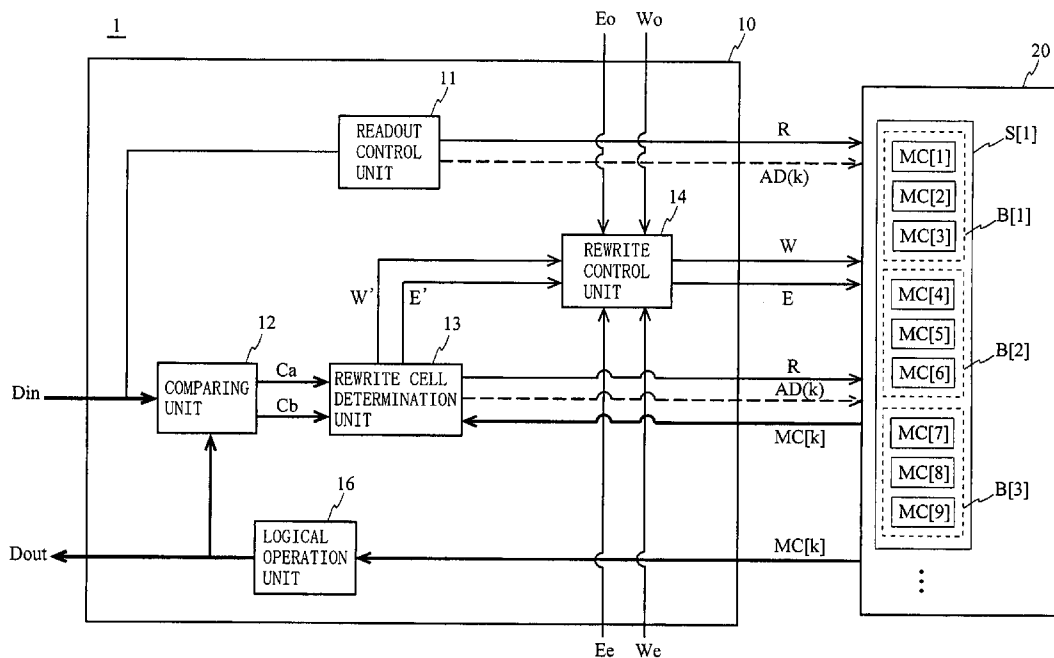 1
Eo
Wo
10
20
11
READOUT
CONTROL
UNIT
R
AD(k)
S[1]
MC[1]
MC[2]
MC[3]
B[1]
14
REWRITE
CONTROL
UNIT
W
E
W'
E'
MC[4]
MC[5]
MC[6]
B[2]
12
13
Din
COMPARING
UNIT
Ca
Cb
REWRITE CELL
DETERMINATION
UNIT
R
AD(k)
MC[k]
MC[7]
MC[8]
MC[9]
B[3]
16
Dout
LOGICAL
OPERATION
UNIT
MC[k]
Ee
We